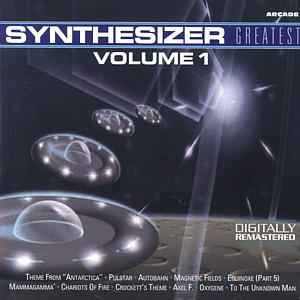 ARCADE
SYNTHESIZER GREATEST
VOLUME 1
DIGITALLY
REMASTERED
THEME FROM "ANTARCTICA" · PULSTAR · AUTOBAHN · MAGNETIC FIELDS · EQUINOXE (PART 5)
MAMMAGAMMA' · CHARIOTS OF FIRE · CROCKETT'S THEME · AXEL F. · OXYGENE · TO THE UNKNOWN MAN